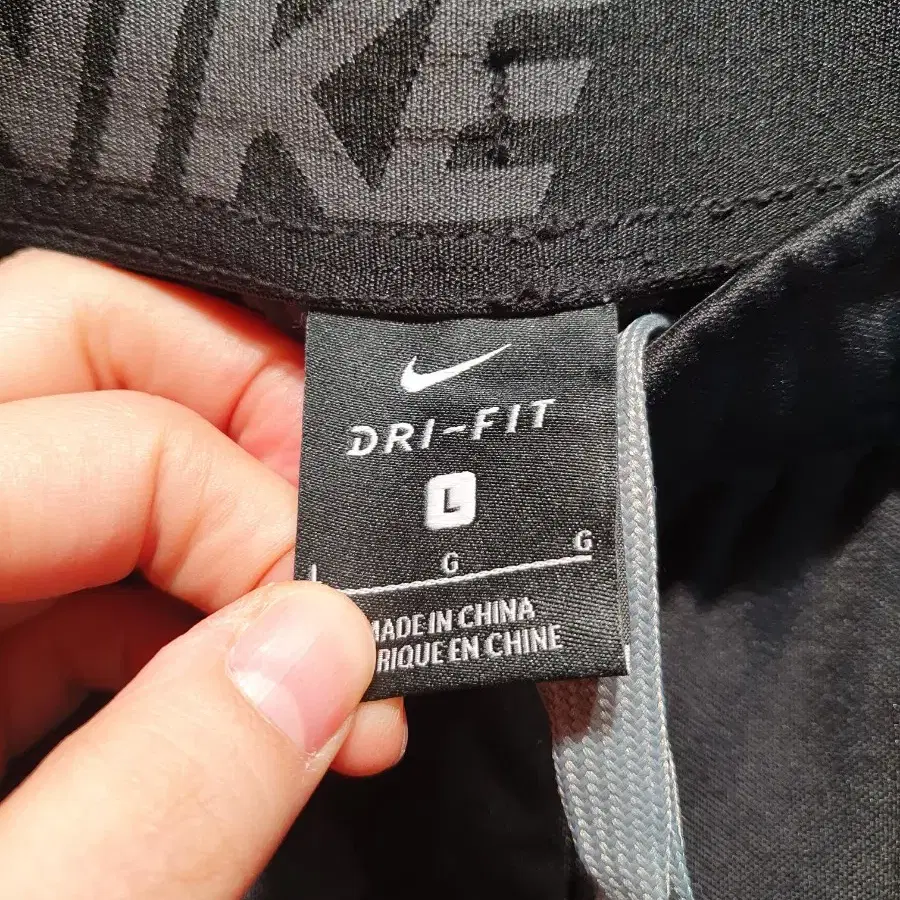 NIKE
DRI-FIT
L
G G
MADE IN CHINA
RIQUE EN CHINE